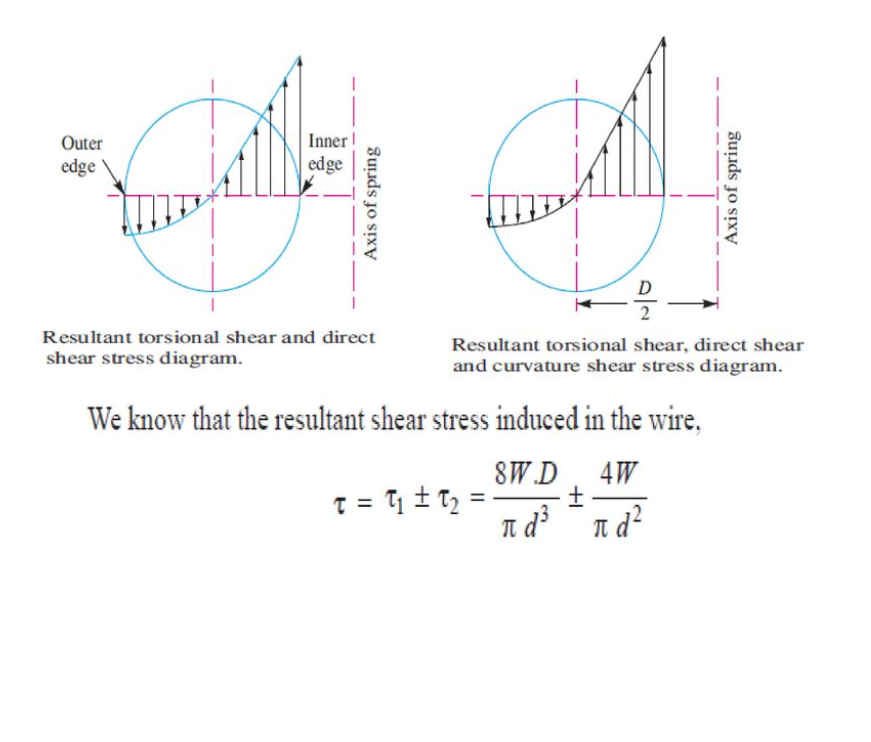 Outer
edge
Inner
edge
Axis of spring
Axis of spring
D
2
Resultant torsional shear and direct
shear stress diagram.
Resultant torsional shear, direct shear
and curvature shear stress diagram.
We know that the resultant shear stress induced in the wire,
τ = τ₁ ± τ₂ = 8W.D / π d³ ± 4W / π d²